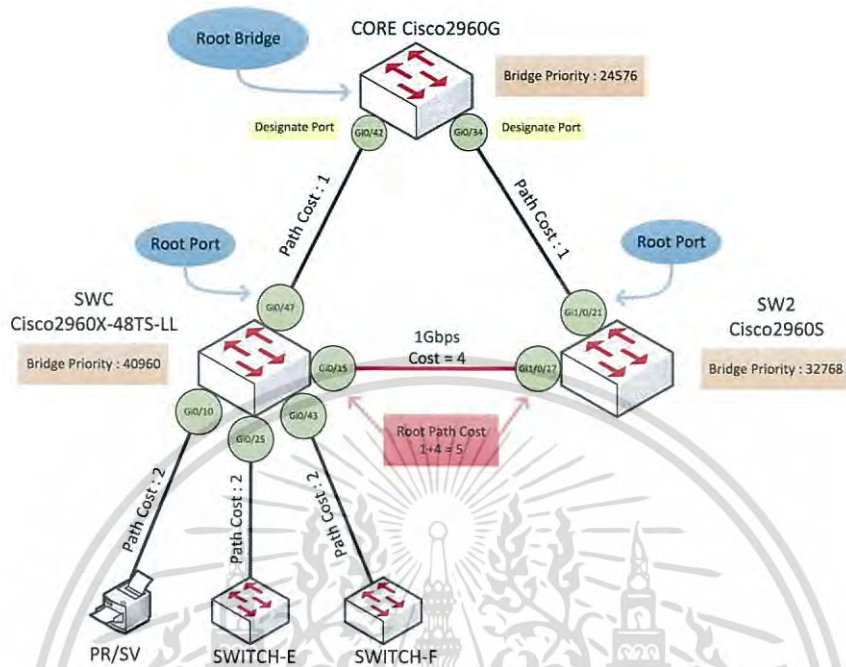 CORE Cisco2960G
Root Bridge
Bridge Priority : 24576
Designate Port
Gi0/42
Gi0/34
Designate Port
Path Cost : 1
Path Cost : 1
Root Port
Root Port
Gi0/47
Gi1/0/21
SWC
Cisco2960X-48TS-LL
SW2
Cisco2960S
1Gbps
Cost = 4
Bridge Priority : 40960
Gi0/15
Gi1/0/17
Bridge Priority : 32768
Gi0/10
Gi0/25
Gi0/43
Root Path Cost
1+4 = 5
Path Cost : 2
Path Cost : 2
Path Cost : 2
PR/SV
SWITCH-E
SWITCH-F